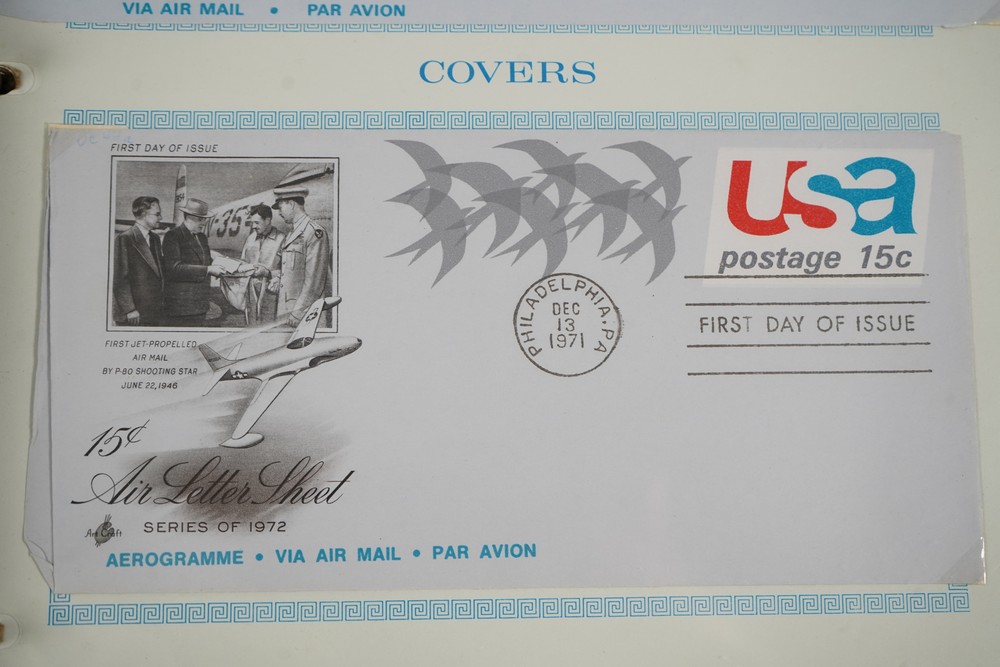 VIA AIR MAIL • PAR AVION
COVERS
FIRST DAY OF ISSUE
35
usa
postage 15c
PHILADELPHIA.PA
DEC
13
1971
FIRST DAY OF ISSUE
FIRST JET-PROPELLED
AIR MAIL
BY P-80 SHOOTING STAR
JUNE 22, 1946
15¢
Air Letter Sheet
SERIES OF 1972
Art Craft
AEROGRAMME • VIA AIR MAIL • PAR AVION